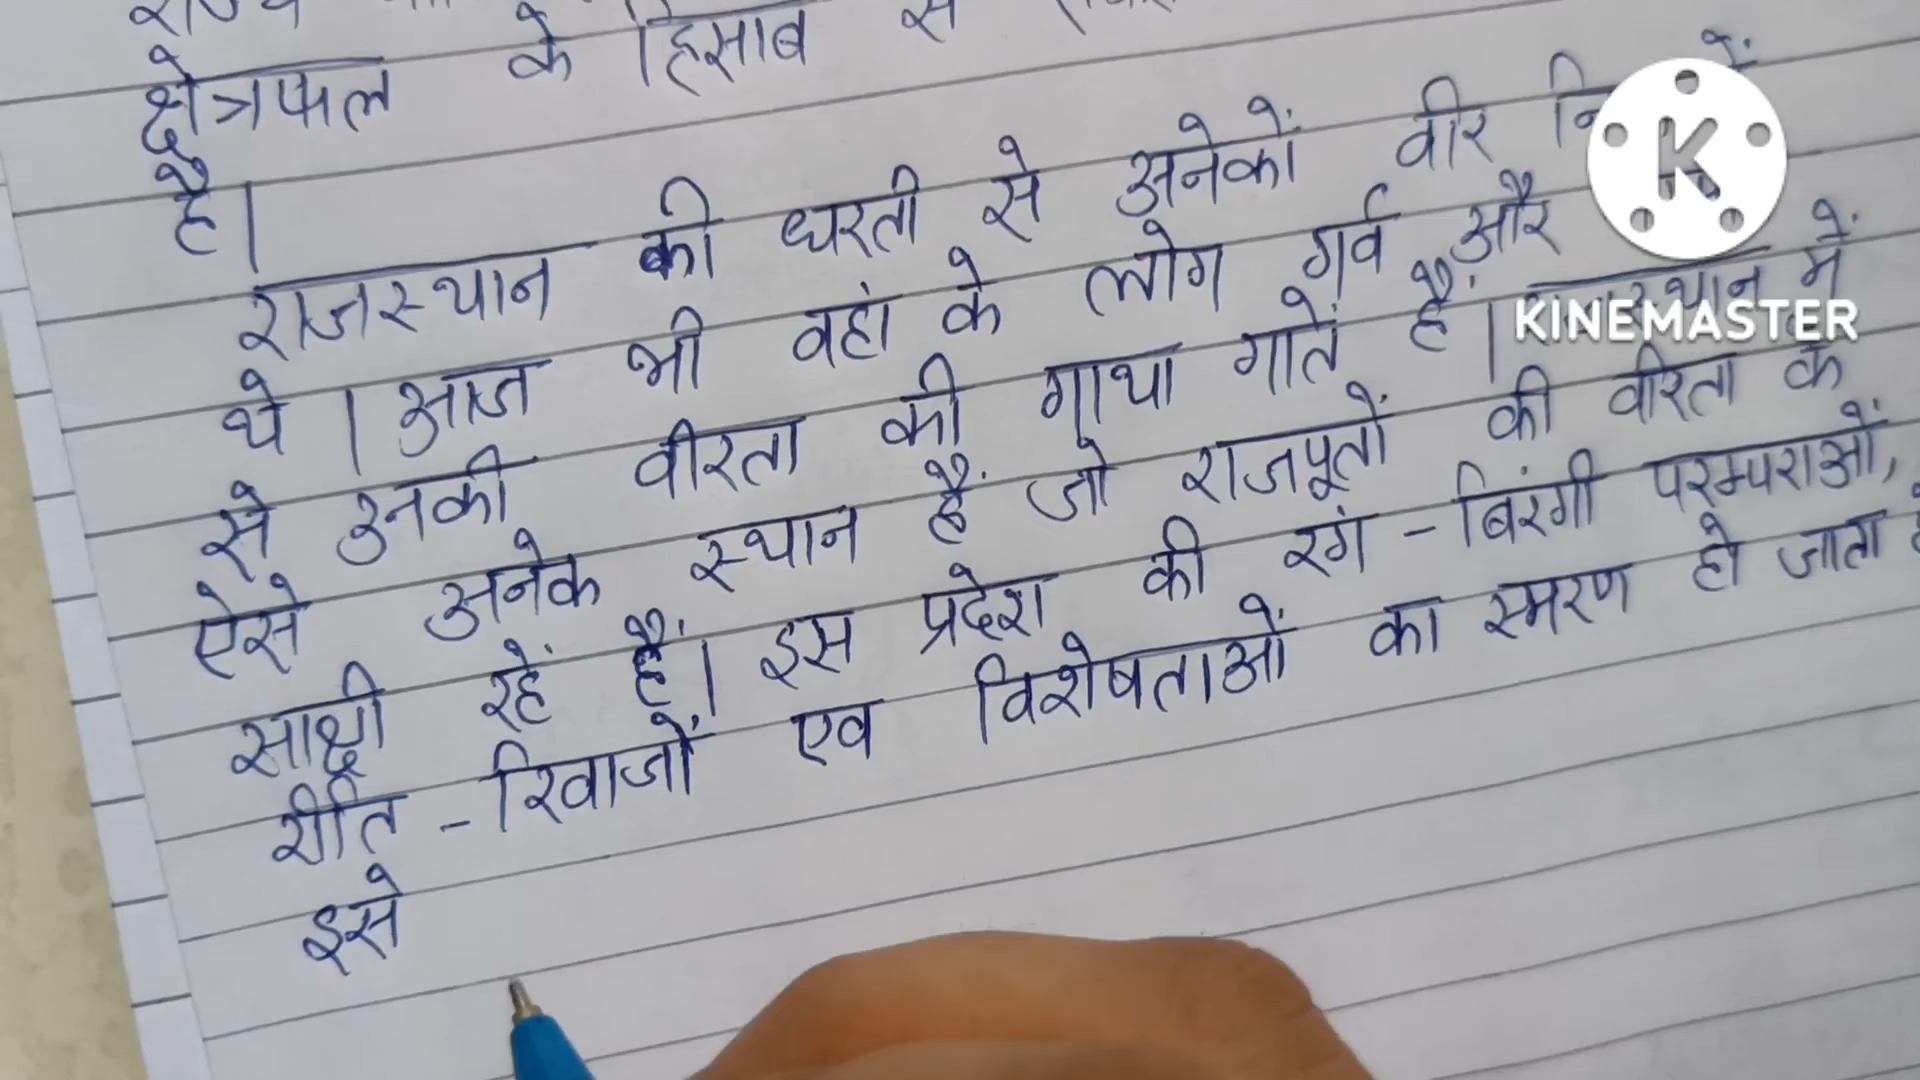 राज्य
क्षेत्रफल के हिसाब से
है।
राजस्थान की धरती से अनेकों वीर
थे। आज भी वहां के लोग गर्व और
से उनकी वीरता की गाथा गातें हैं। राजस्थान में
ऐसे अनेक स्थान हैं जो राजपूतों की वीरता के
साक्षी रहें हैं। इस प्रदेश की रंग-बिरंगी परम्पराओं,
रीति-रिवाजों एव विशेषताओं का स्मरण हो जाता
इसे
KINEMASTER